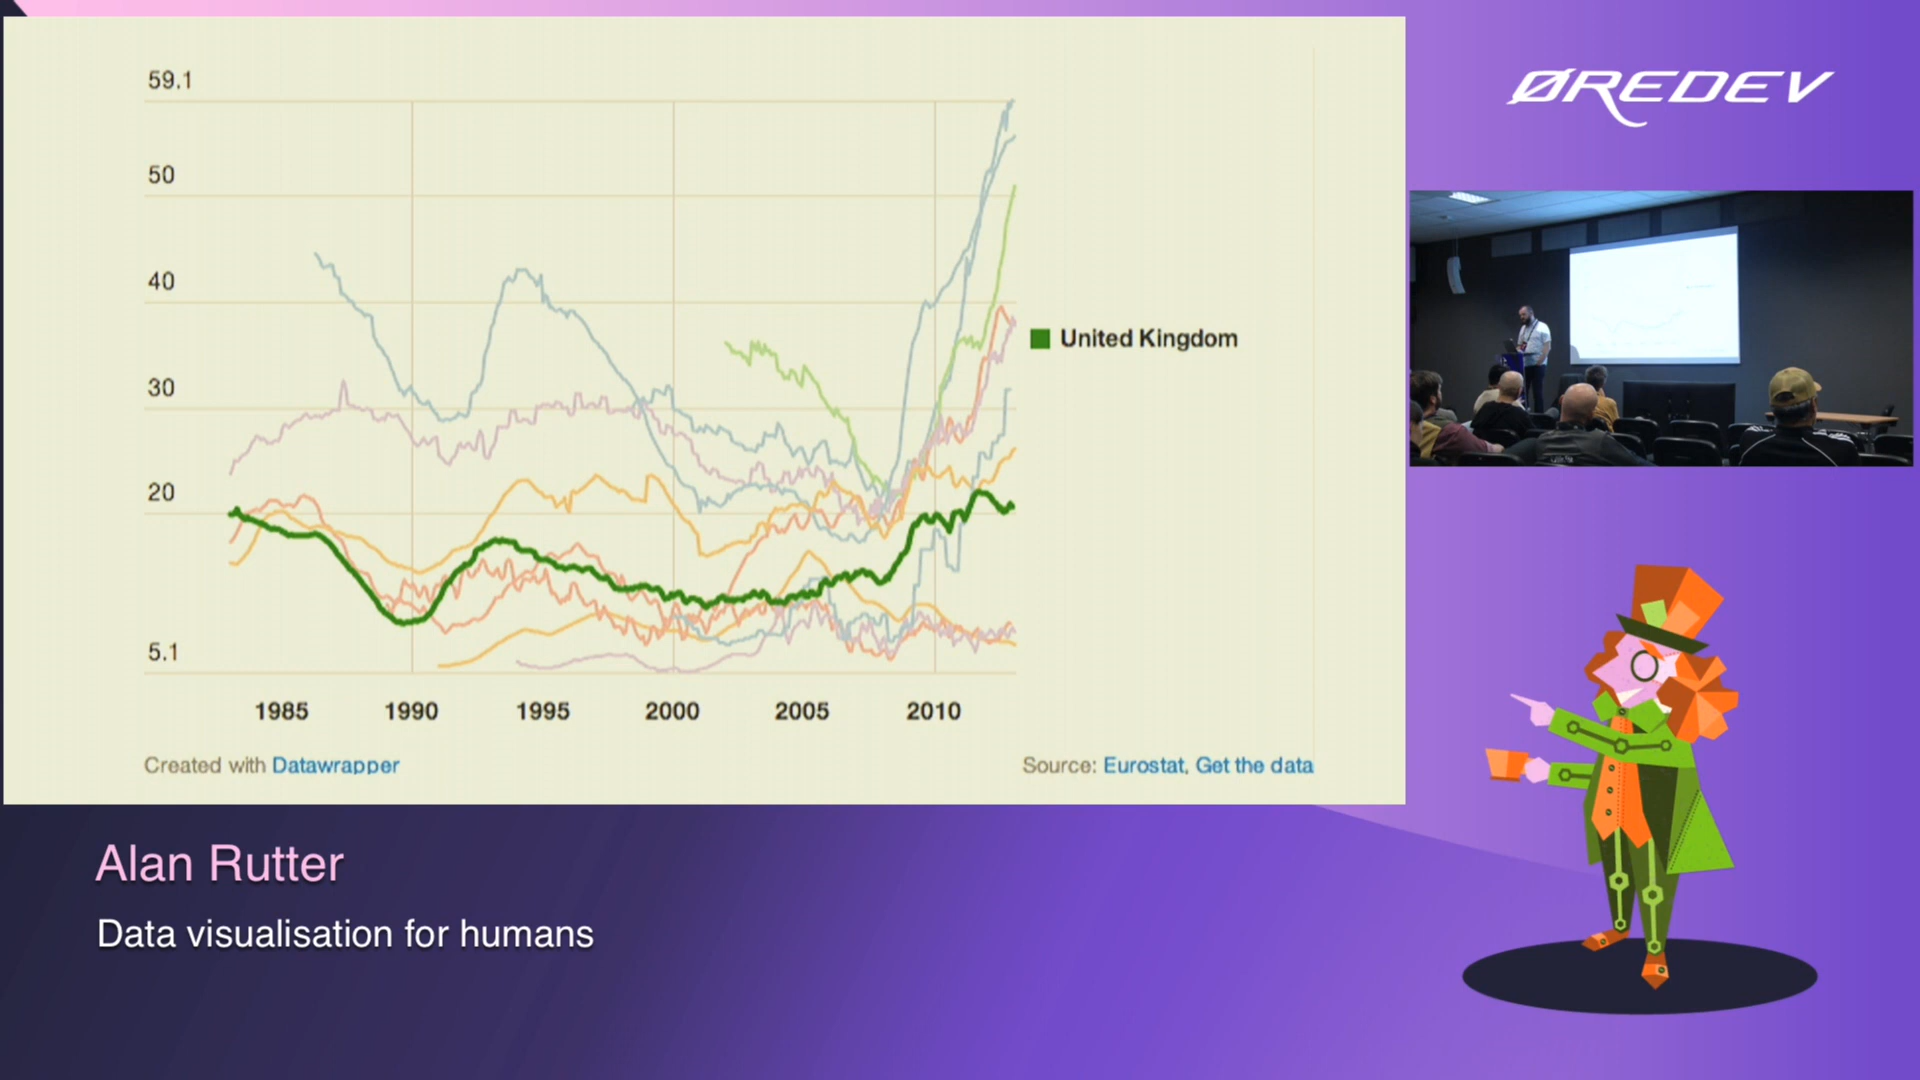 59.1
50
40
30
20
5.1
United Kingdom
1985 1990 1995 2000 2005 2010
Created with Datawrapper
Source: Eurostat, Get the data
ØREDEV
Alan Rutter
Data visualisation for humans